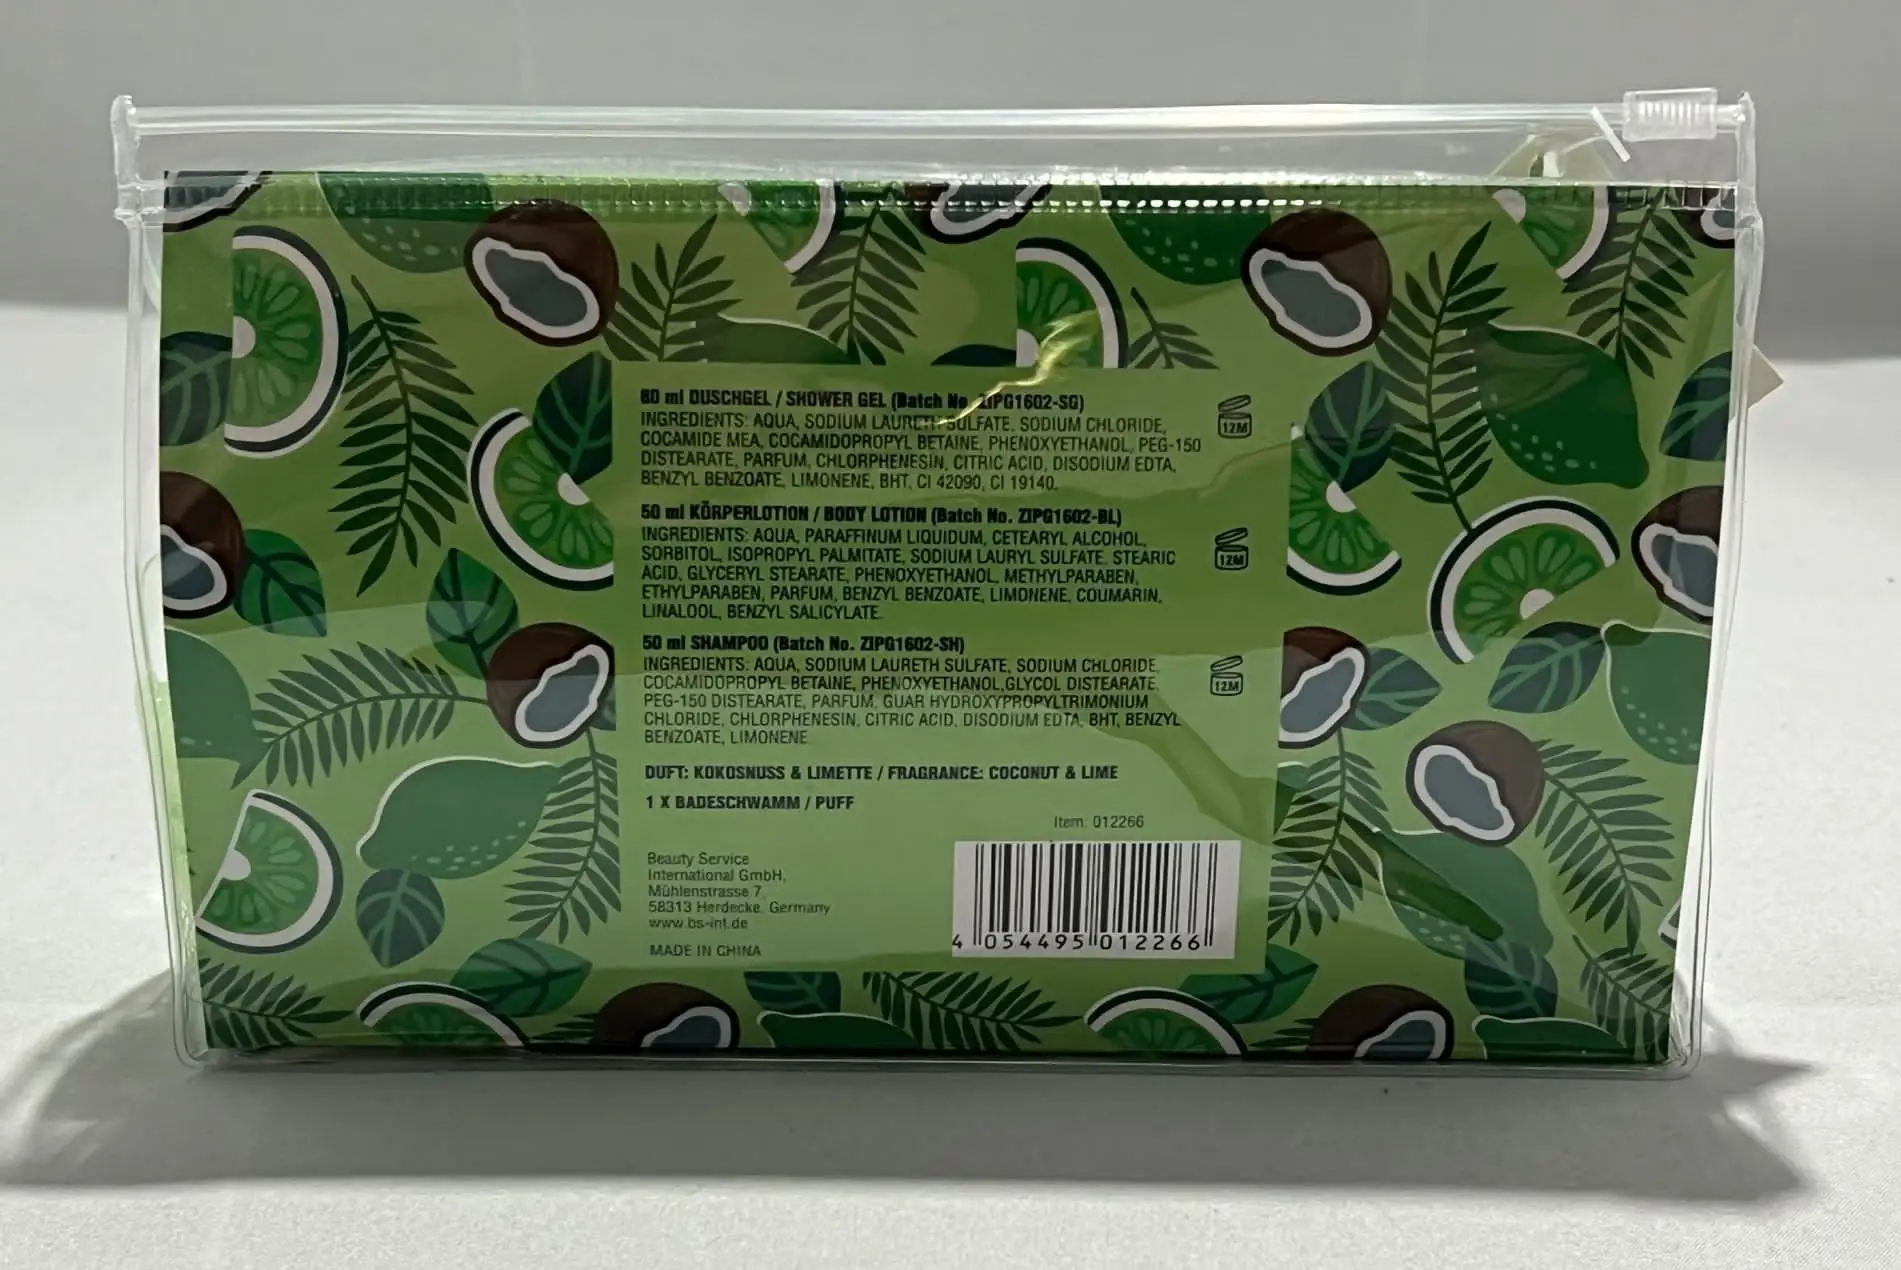 60 ml DUSCHGEL / SHOWER GEL (Batch No. ZIPG1602-SG)
INGREDIENTS: AQUA, SODIUM LAURETH SULFATE, SODIUM CHLORIDE,
COCAMIDE MEA, COCAMIDOPROPYL BETAINE, PHENOXYETHANOL, PEG-150
DISTEARATE, PARFUM, CHLORPHENESIN, CITRIC ACID, DISODIUM EDTA,
BENZYL BENZOATE, LIMONENE, BHT, CI 42090, CI 19140.
12M
50 ml KÖRPERLOTION / BODY LOTION (Batch No. ZIPG1602-BL)
INGREDIENTS: AQUA, PARAFFINUM LIQUIDUM, CETEARYL ALCOHOL,
SORBITOL, ISOPROPYL PALMITATE, SODIUM LAURYL SULFATE, STEARIC
ACID, GLYCERYL STEARATE, PHENOXYETHANOL, METHYLPARABEN,
ETHYLPARABEN, PARFUM, BENZYL BENZOATE, LIMONENE, COUMARIN,
LINALOOL, BENZYL SALICYLATE.
12M
50 ml SHAMPOO (Batch No. ZIPG1602-SH)
INGREDIENTS: AQUA, SODIUM LAURETH SULFATE, SODIUM CHLORIDE,
COCAMIDOPROPYL BETAINE, PHENOXYETHANOL,GLYCOL DISTEARATE,
PEG-150 DISTEARATE, PARFUM, GUAR HYDROXYPROPYLTRIMONIUM
CHLORIDE, CHLORPHENESIN, CITRIC ACID, DISODIUM EDTA, BHT, BENZYL
BENZOATE, LIMONENE
12M
DUFT: KOKOSNUSS & LIMETTE / FRAGRANCE: COCONUT & LIME
1 X BADESCHWAMM / PUFF
Item: 012266
Beauty Service
International GmbH,
Mühlenstrasse 7,
58313 Herdecke, Germany
www.bs-int.de
MADE IN CHINA
4 054495 012266